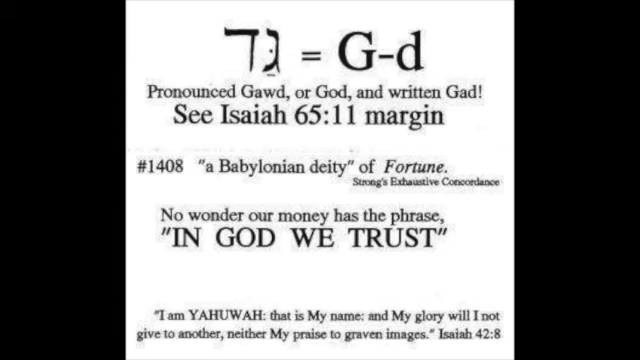 גַּד = G-d
Pronounced Gawd, or God, and written Gad!
See Isaiah 65:11 margin
#1408 "a Babylonian deity" of Fortune.
Strong's Exhaustive Concordance
No wonder our money has the phrase,
"IN GOD WE TRUST"
"I am YAHUWAH: that is My name: and My glory will I not
give to another, neither My praise to graven images." Isaiah 42:8